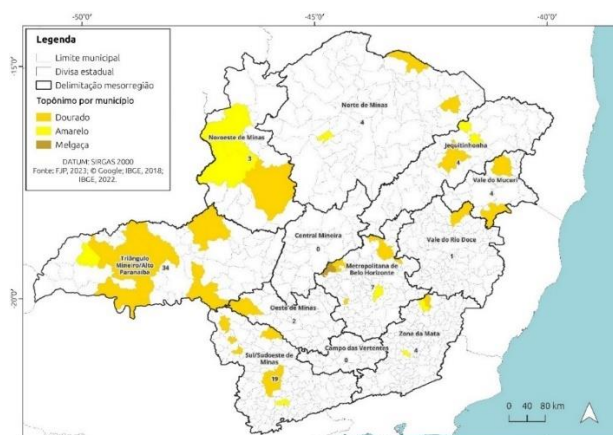 -50°0'
-45°0'
-40°0'
-15°0'
-20°0'
Legenda
Limite municipal
Divisa estadual
Delimitação mesorregião
Topônimo por município
Dourado
Amarelo
Melgaça
DATUM: SIRGAS 2000
Fonte: FJP, 2023; © Google; IBGE, 2018;
IBGE, 2022.
Norte de Minas
4
Noroeste de Minas
3
Jequitinhonha
4
Vale do Mucuri
4
Central Mineira
0
Vale do Rio Doce
1
Triângulo
Mineiro/Alto
Paranaíba
34
Metropolitana de
Belo Horizonte
7
Oeste de Minas
2
Zona da Mata
4
Campo das Vertentes
0
Sul/Sudoeste de
Minas
19
0 40 80 km